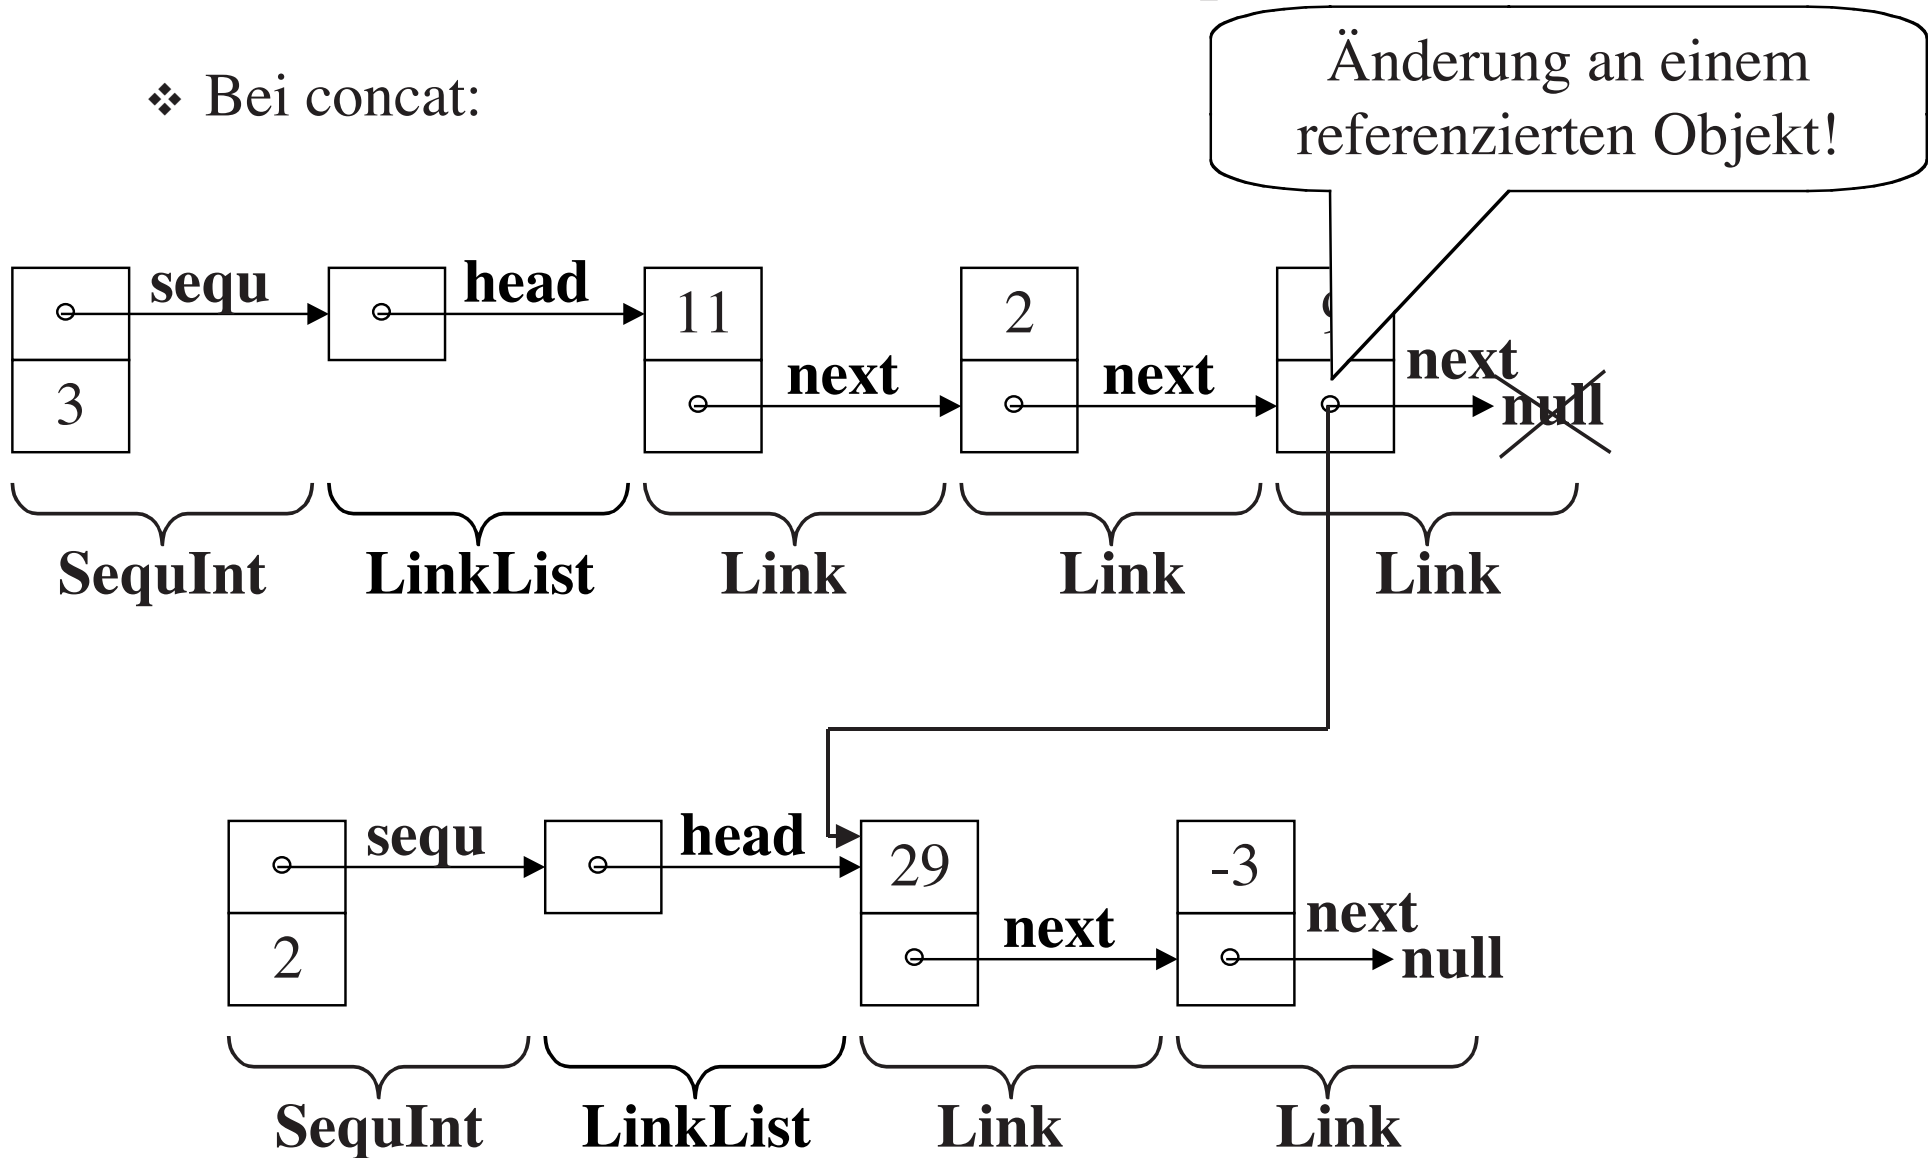 Änderung an einem
referenzierten Objekt!
❖ Bei concat:
sequ head
11 2
next next next
3 null
SequInt LinkList Link Link Link
sequ head
29 -3
next next
2 null
SequInt LinkList Link Link